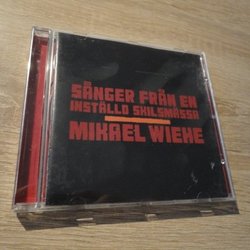 SÅNGER FRÅN EN
INSTÄLLD SKILSMÄSSA
MIKAEL WIEHE